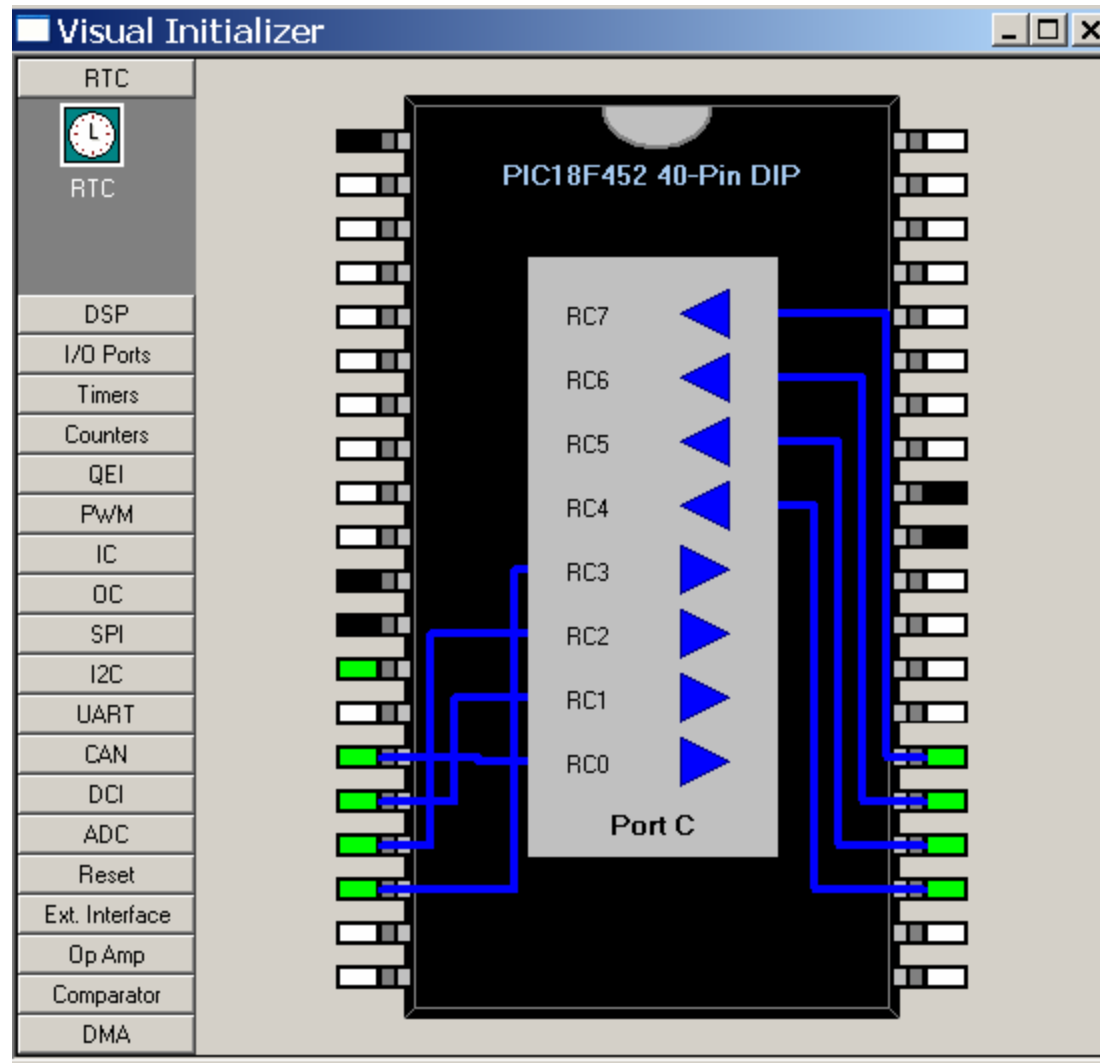 Visual Initializer
RTC
RTC
DSP
I/O Ports
Timers
Counters
QEI
PWM
IC
OC
SPI
I2C
UART
CAN
DCI
ADC
Reset
Ext. Interface
Op Amp
Comparator
DMA
PIC18F452 40-Pin DIP
RC7
RC6
RC5
RC4
RC3
RC2
RC1
RC0
Port C